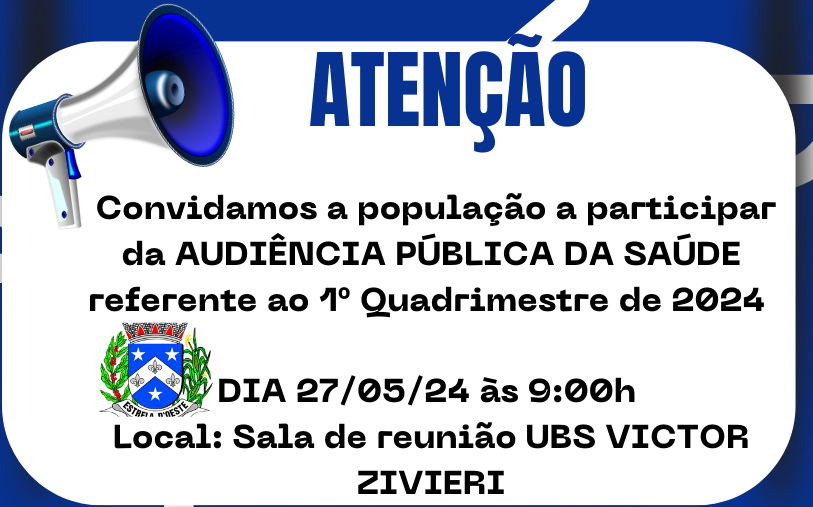 ATENÇÃO
Convidamos a população a participar
da AUDIÊNCIA PÚBLICA DA SAÚDE
referente ao 1º Quadrimestre de 2024
ESTRELA D'OESTE
DIA 27/05/24 às 9:00h
Local: Sala de reunião UBS VICTOR
ZIVIERI